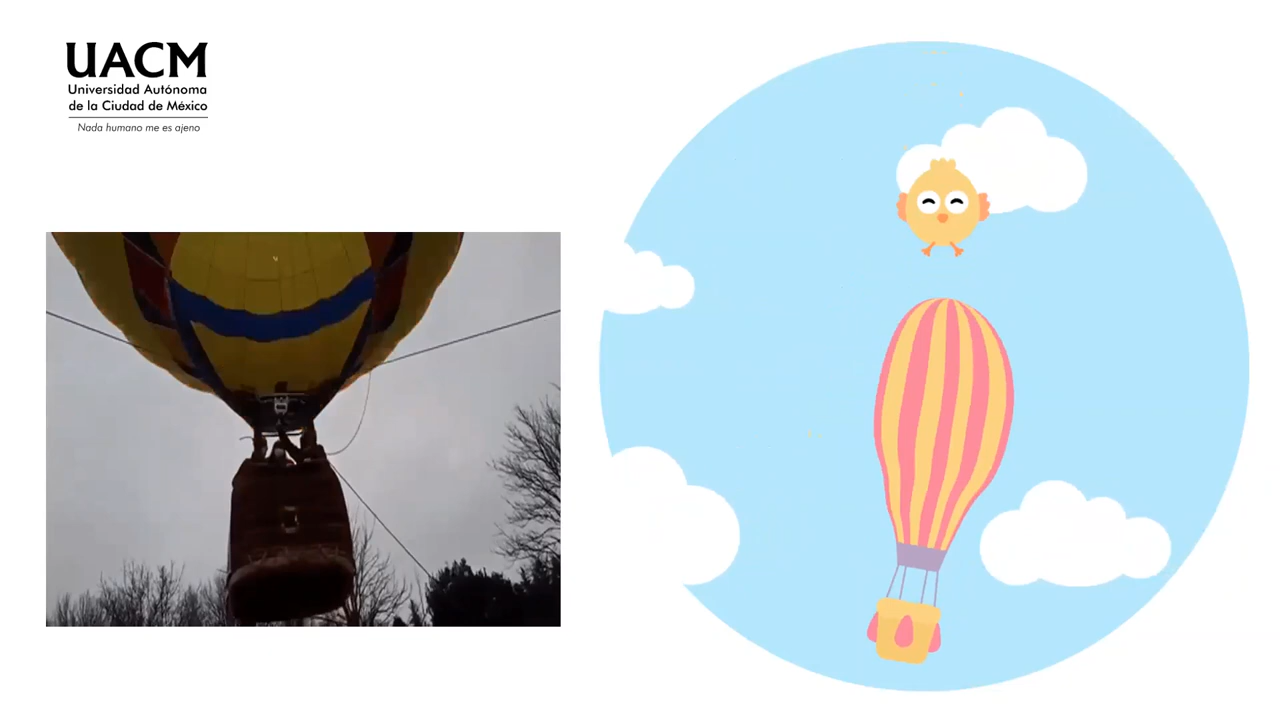 UACM
Universidad Autónoma
de la Ciudad de México
Nada humano me es ajeno